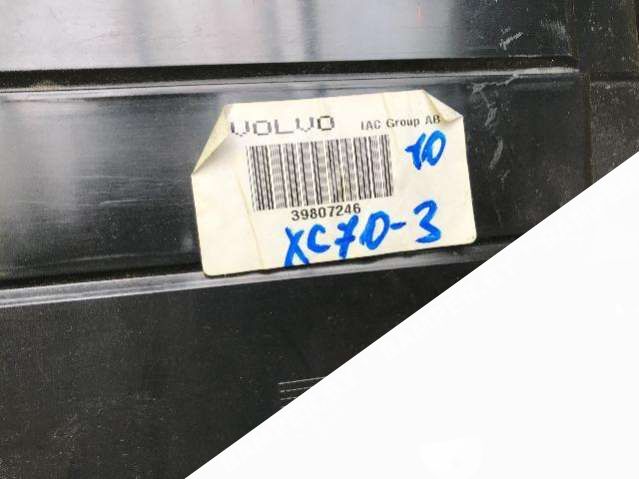 VOLVO IAC Group AB
10
39807246
XC70-3